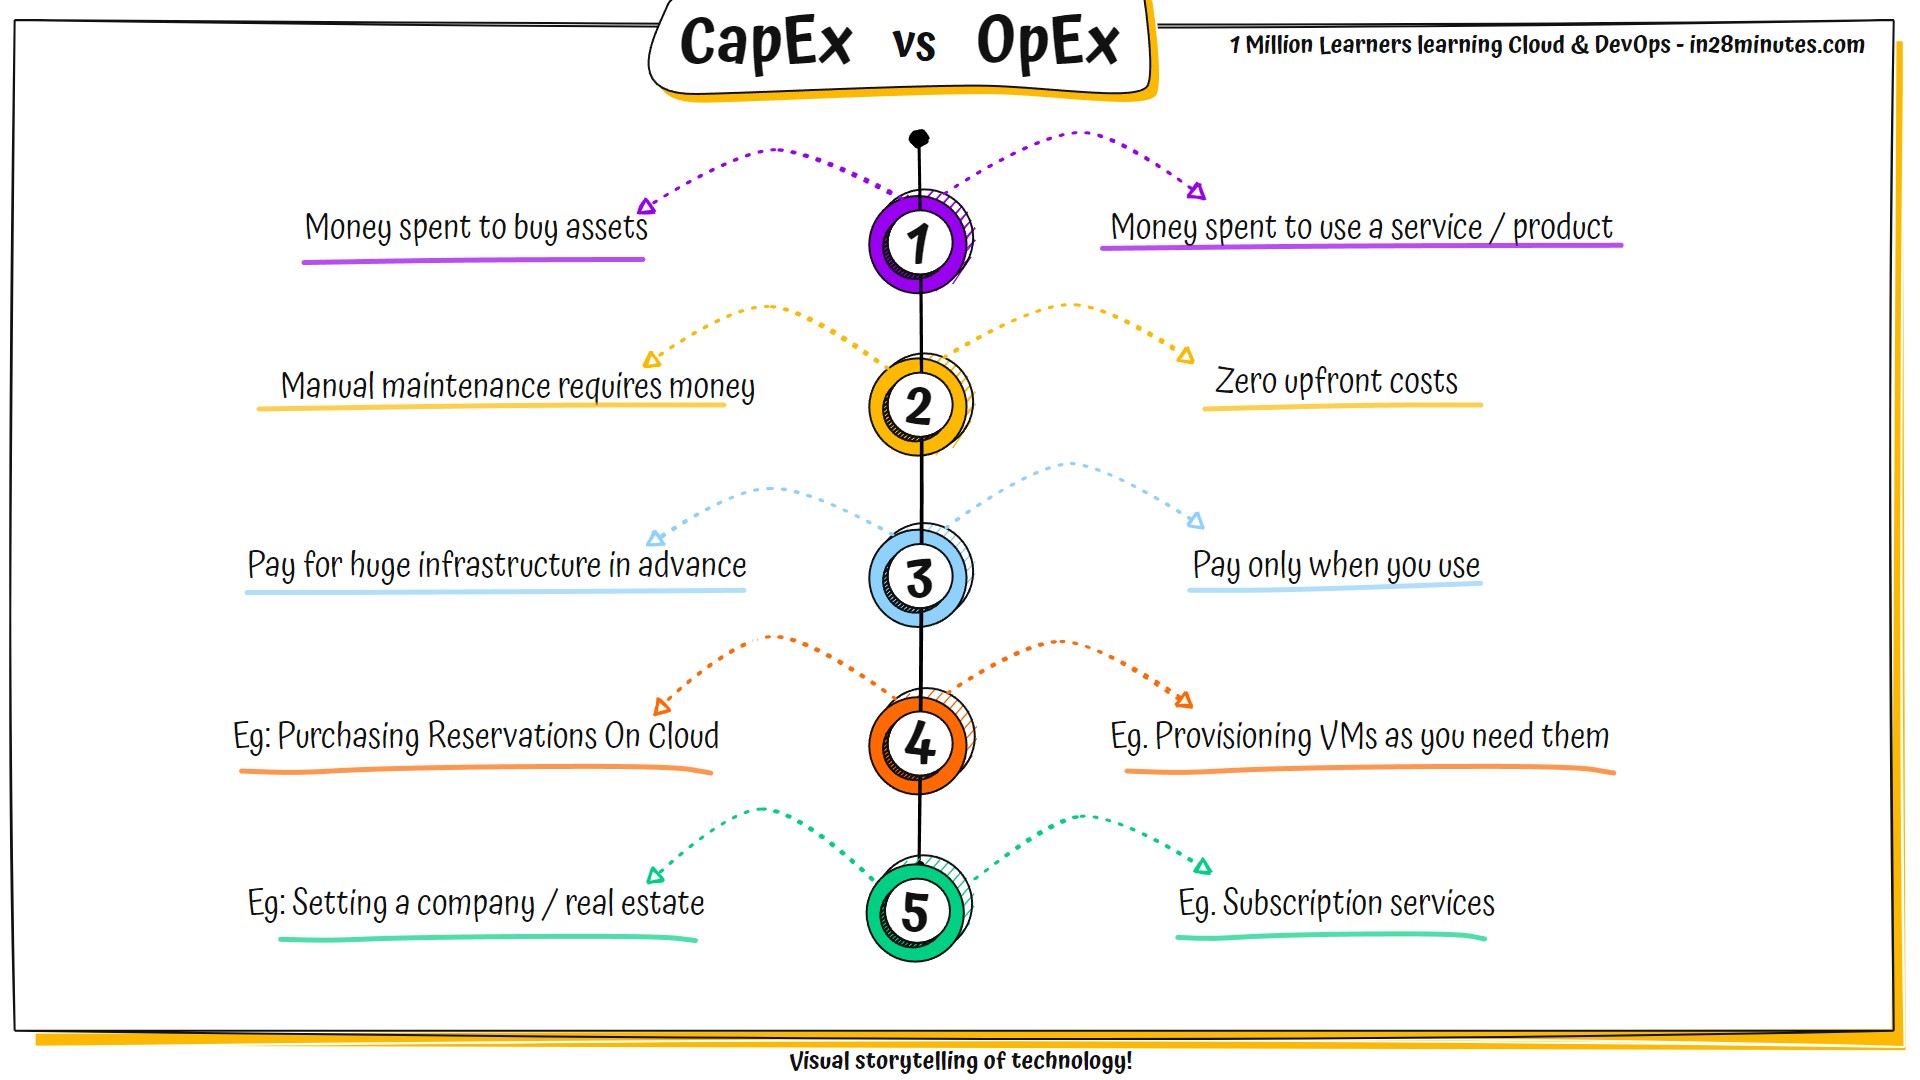 CapEx vs OpEx
1 Million Learners learning Cloud & DevOps - in28minutes.com
Money spent to buy assets
1
Money spent to use a service / product
Manual maintenance requires money
2
Zero upfront costs
Pay for huge infrastructure in advance
3
Pay only when you use
Eg: Purchasing Reservations On Cloud
4
Eg. Provisioning VMs as you need them
Eg: Setting a company / real estate
5
Eg. Subscription services
Visual storytelling of technology!